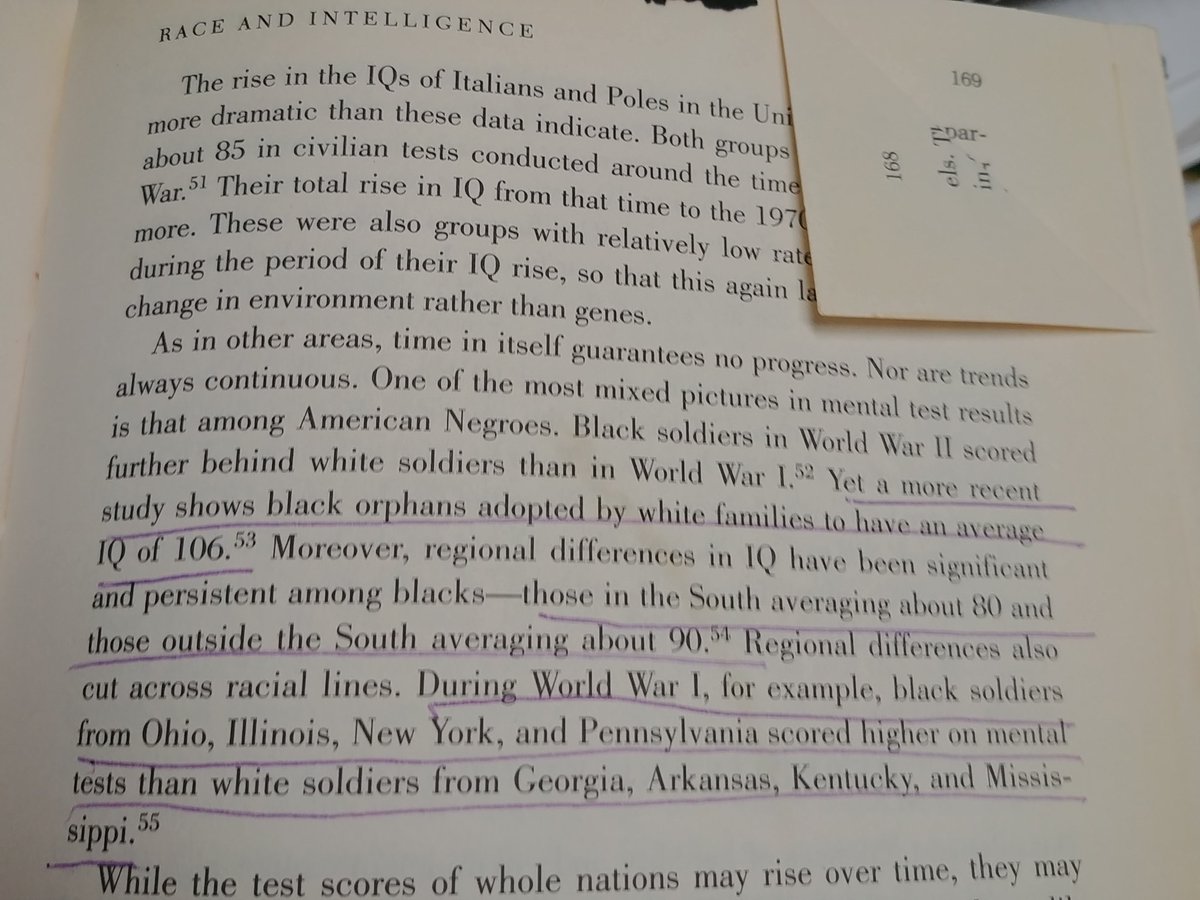 RACE AND INTELLIGENCE
The rise in the IQs of Italians and Poles in the Uni
more dramatic than these data indicate. Both groups
about 85 in civilian tests conducted around the time
War.51 Their total rise in IQ from that time to the 1970
more. These were also groups with relatively low rate
during the period of their IQ rise, so that this again la
change in environment rather than genes.
As in other areas, time in itself guarantees no progress. Nor are trends
always continuous. One of the most mixed pictures in mental test results
is that among American Negroes. Black soldiers in World War II scored
further behind white soldiers than in World War I.52 Yet a more recent
study shows black orphans adopted by white families to have an average
IQ of 106.53 Moreover, regional differences in IQ have been significant
and persistent among blacks—those in the South averaging about 80 and
those outside the South averaging about 90.54 Regional differences also
cut across racial lines. During World War I, for example, black soldiers
from Ohio, Illinois, New York, and Pennsylvania scored higher on mental
tests than white soldiers from Georgia, Arkansas, Kentucky, and Missis-
sippi.55
While the test scores of whole nations may rise over time, they may
169
168